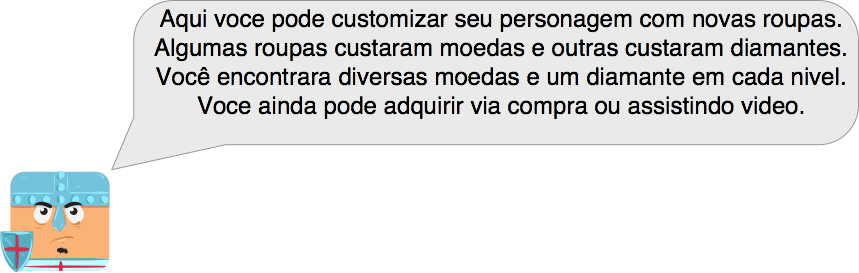 Aqui voce pode customizar seu personagem com novas roupas.
Algumas roupas custaram moedas e outras custaram diamantes.
Você encontrara diversas moedas e um diamante em cada nivel.
Voce ainda pode adquirir via compra ou assistindo video.